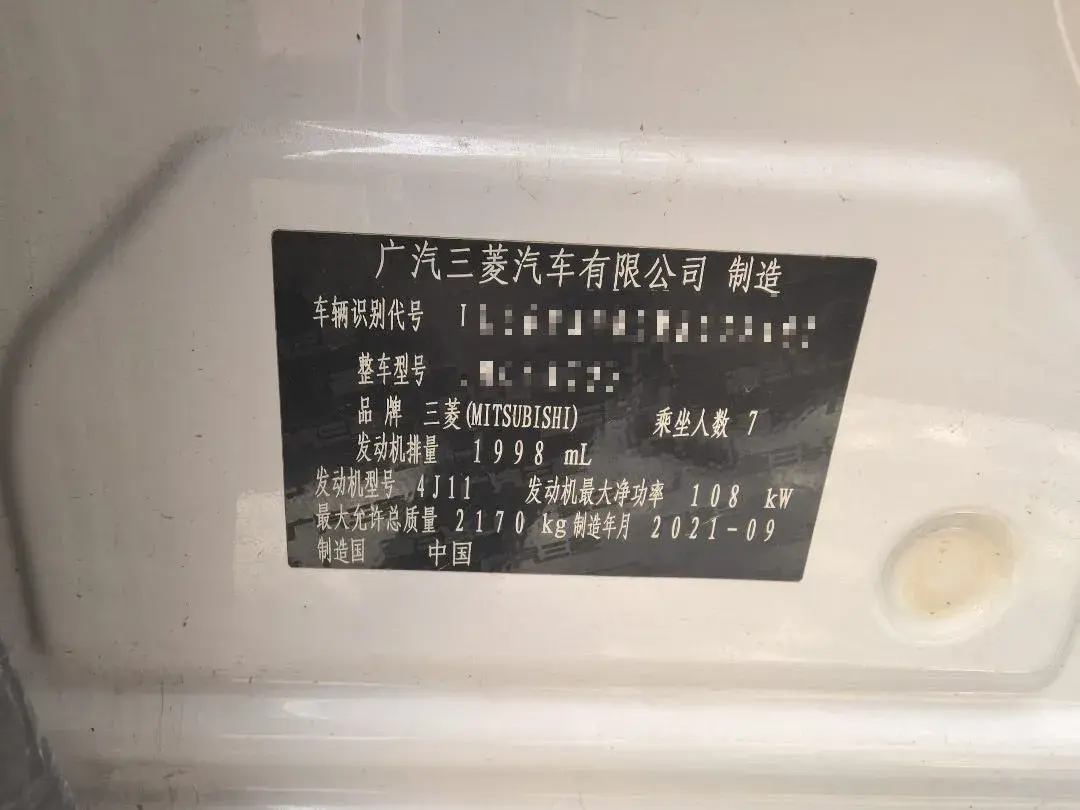 广汽三菱汽车有限公司 制造
车辆识别代号
整车型号
品牌 三菱(MITSUBISHI) 乘坐人数 7
发动机排量 1998 mL
发动机型号 4J11 发动机最大净功率 108 kW
最大允许总质量 2170 kg 制造年月 2021-09
制造国 中国